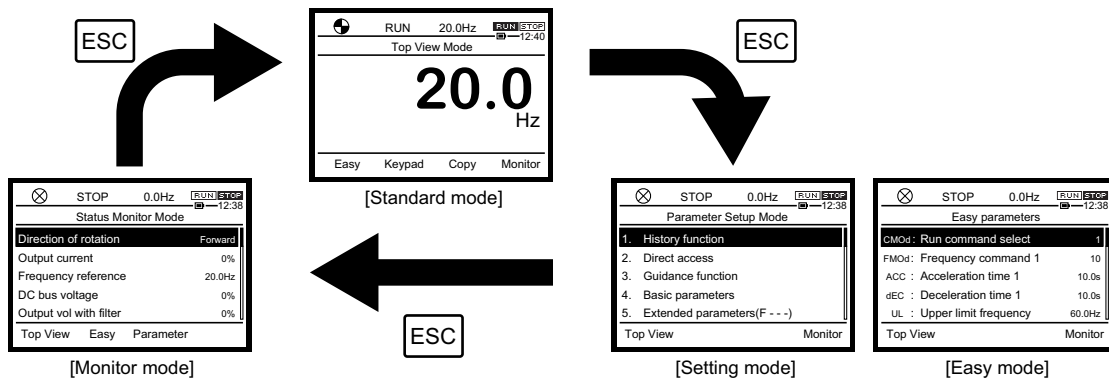 ESC
RUN 20.0Hz RUN STOP
12:40
Top View Mode
20.0
Hz
Easy Keypad Copy Monitor
[Standard mode]
ESC
STOP 0.0Hz RUN STOP
12:38
Status Monitor Mode
Direction of rotation Forward
Output current 0%
Frequency reference 20.0Hz
DC bus voltage 0%
Output vol with filter 0%
Top View Easy Parameter
[Monitor mode]
ESC
STOP 0.0Hz RUN STOP
12:38
Parameter Setup Mode
1. History function
2. Direct access
3. Guidance function
4. Basic parameters
5. Extended parameters(F - - -)
Top View Monitor
[Setting mode]
STOP 0.0Hz RUN STOP
12:38
Easy parameters
CMOd : Run command select 1
FMOd : Frequency command 1 10
ACC : Acceleration time 1 10.0s
dEC : Deceleration time 1 10.0s
UL : Upper limit frequency 60.0Hz
Top View Monitor
[Easy mode]